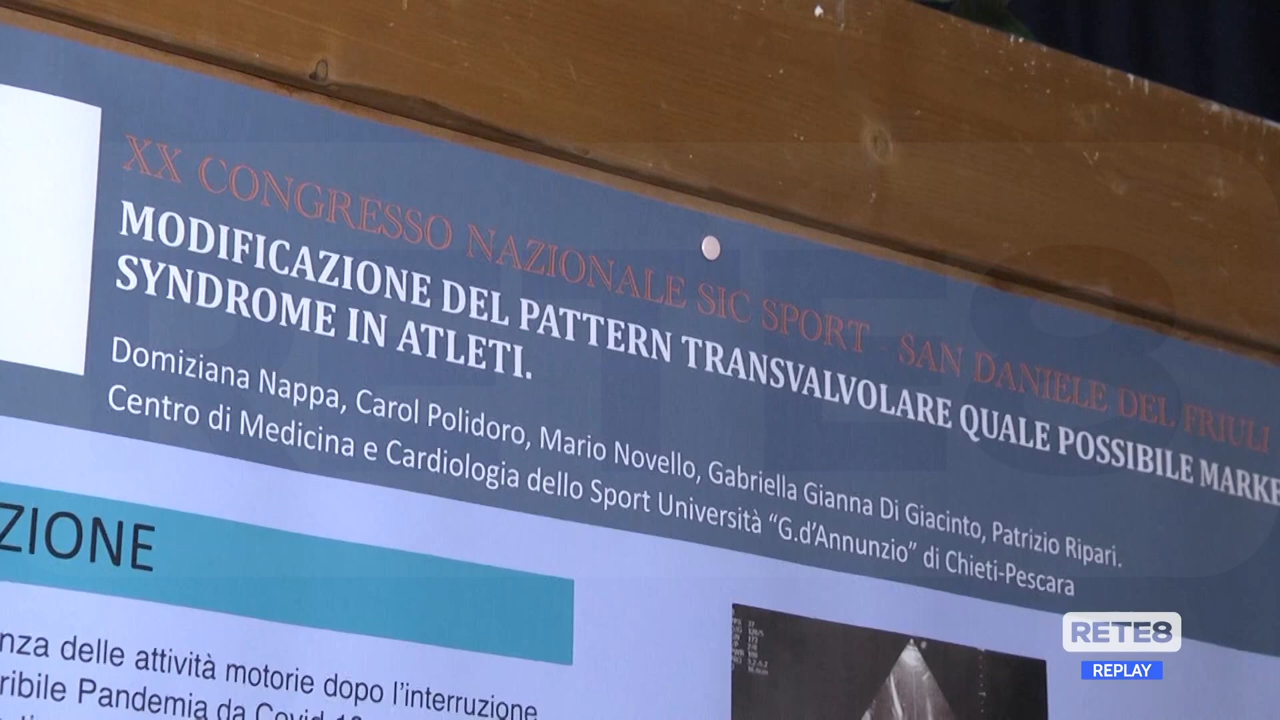 XX CONGRESSO NAZIONALE SIC SPORT SAN DANIELE DEL FRIULI
MODIFICAZIONE DEL PATTERN TRANSVALVOLARE QUALE POSSIBILE MARKE
SYNDROME IN ATLETI.
Domiziana Nappa, Carol Polidoro, Mario Novello, Gabriella Gianna Di Giacinto, Patrizio Ripari.
Centro di Medicina e Cardiologia dello Sport Università “G.d’Annunzio” di Chieti-Pescara
ZIONE
nza delle attività motorie dopo l’interruzione
ribile Pandemia da Covid
RETE8
REPLAY